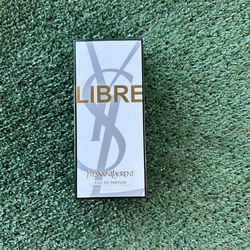 LIBRE
YVESSAINTLAURENT
EAU DE PARFUM